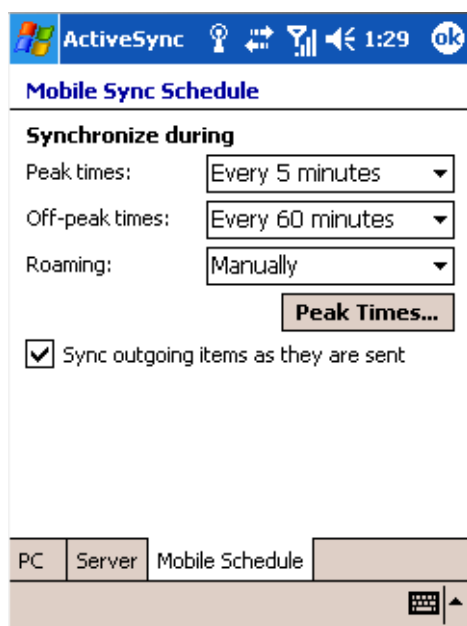 ActiveSync 1:29 ok
Mobile Sync Schedule
Synchronize during
Peak times: Every 5 minutes
Off-peak times: Every 60 minutes
Roaming: Manually
Peak Times...
Sync outgoing items as they are sent
PC Server Mobile Schedule